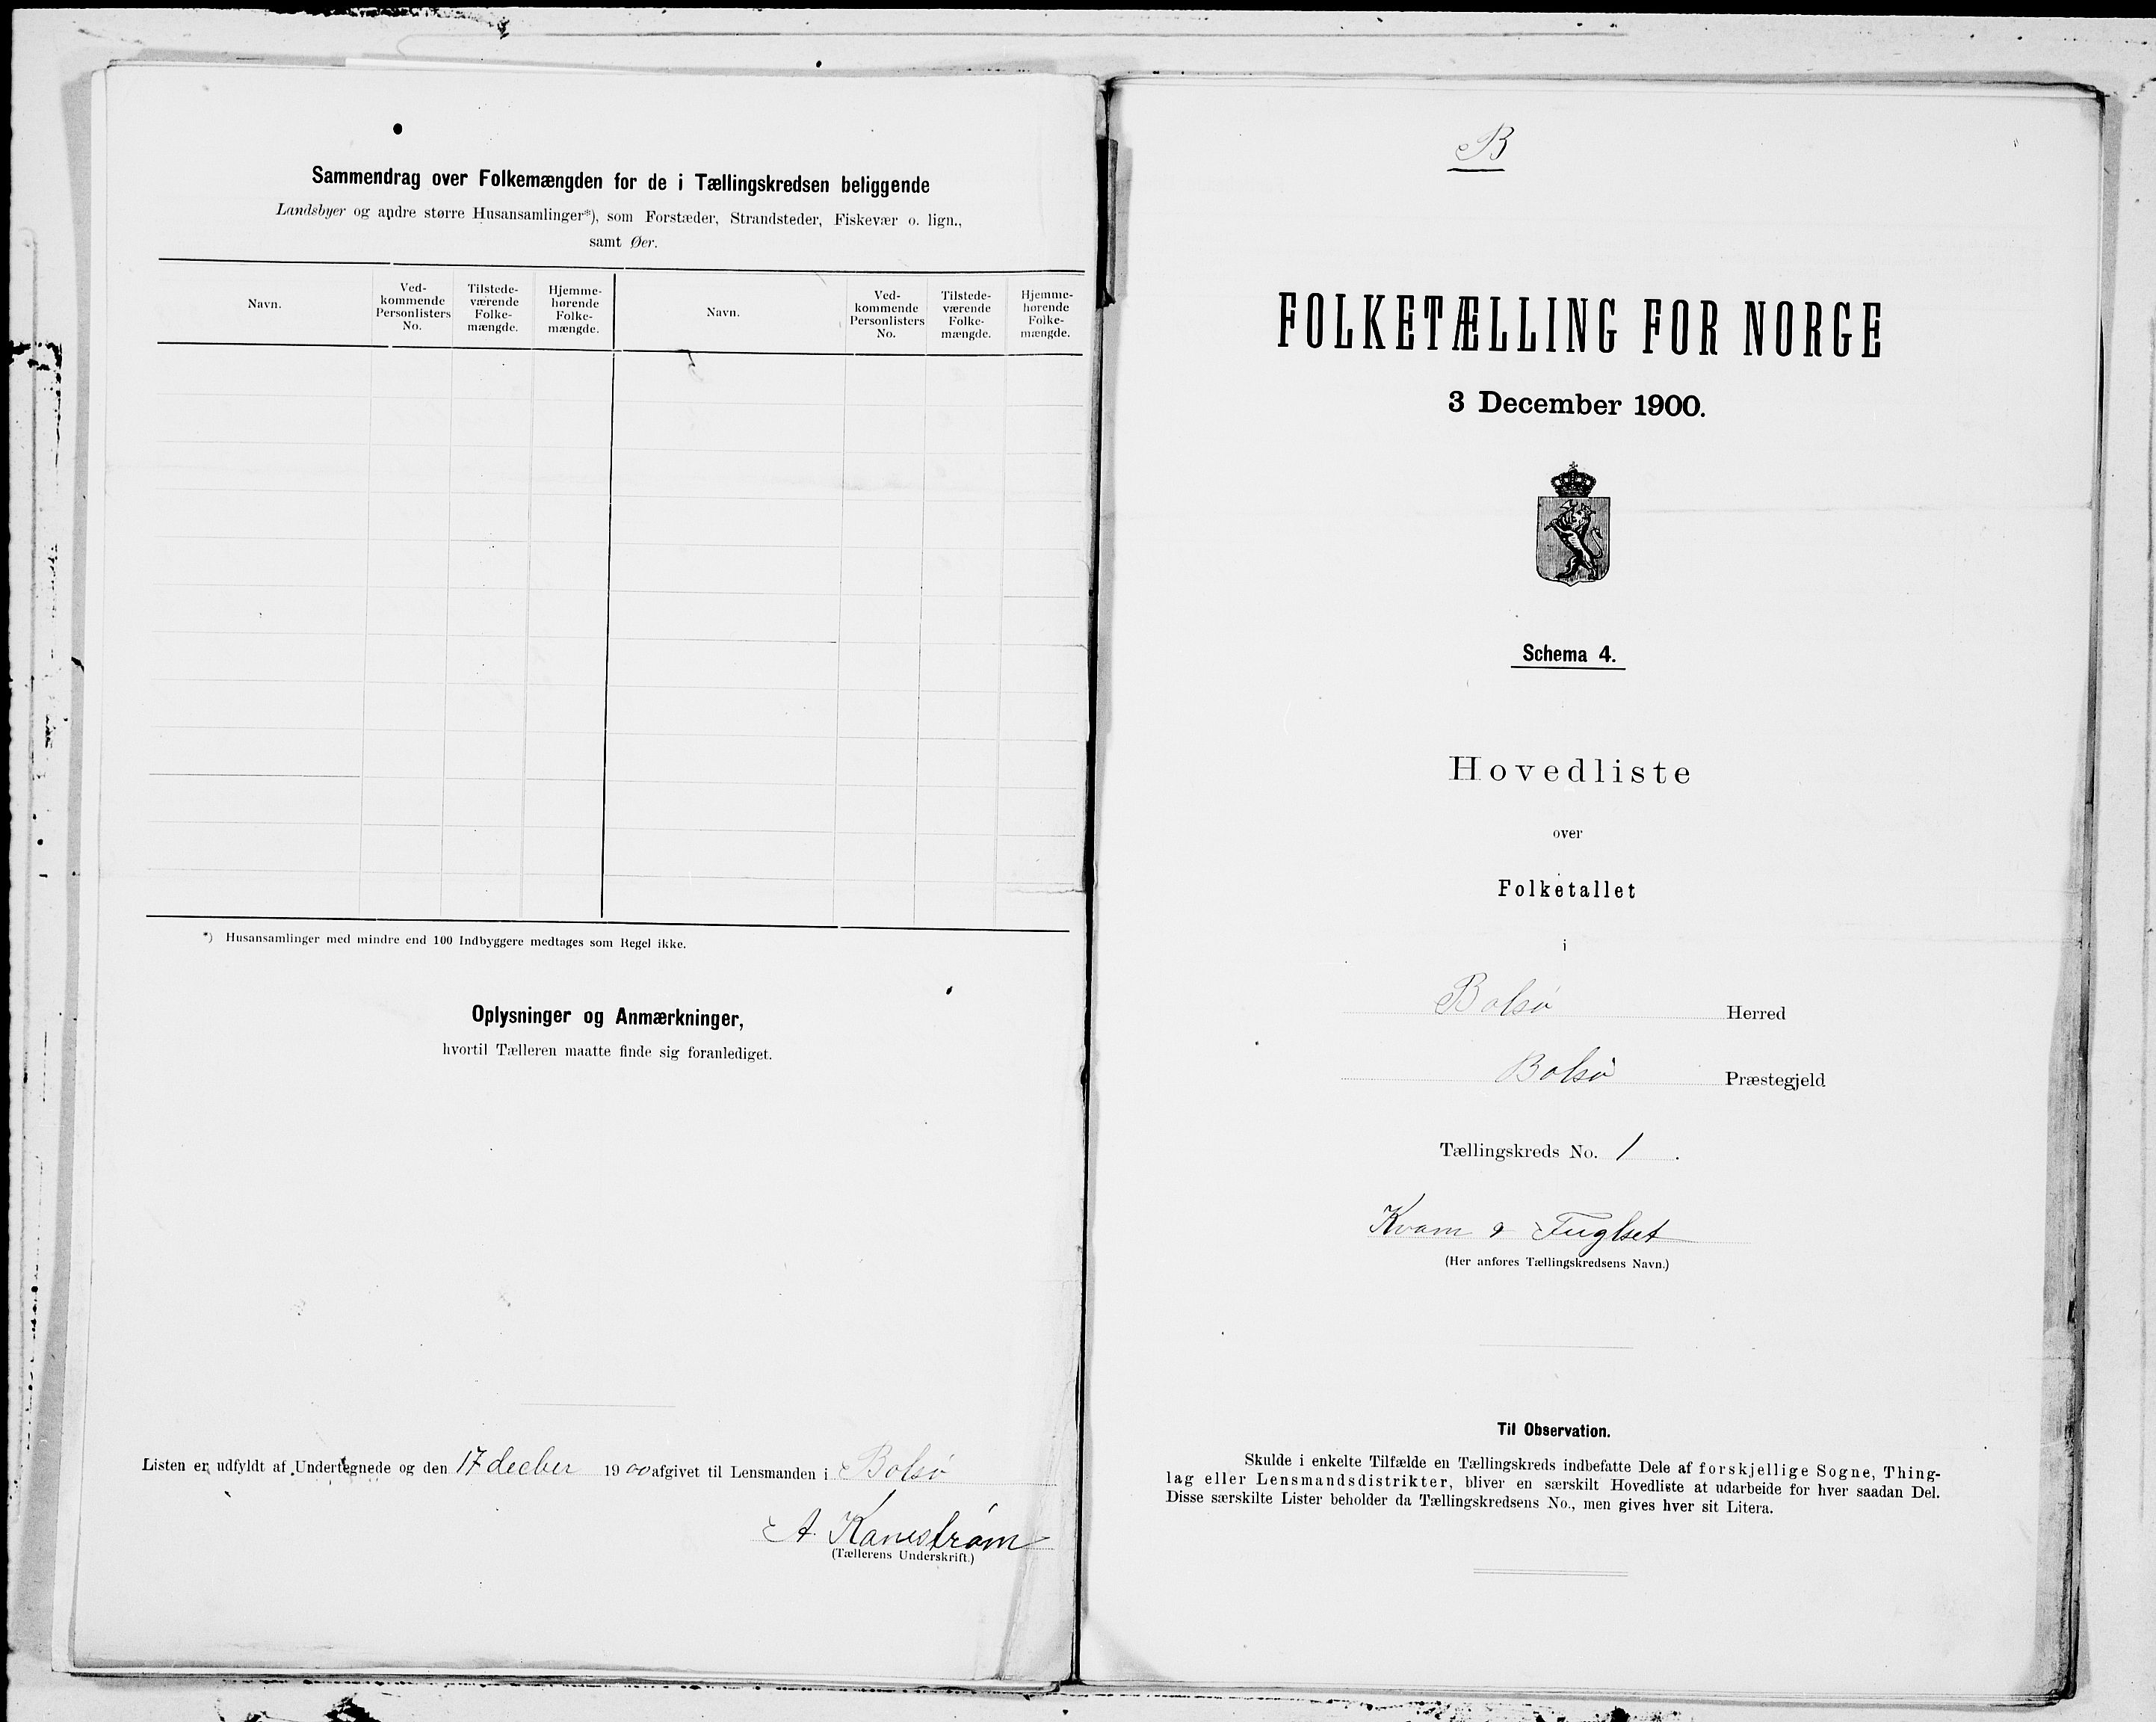 Sammendrag over Folkemængden for de i Tællingskredsen beliggende
Landsbyer og andre større Husansamlinger*), som Forstæder, Strandsteder, Fiskevær o. lign.,
samt Øer.
Navn.
Ved-
kommende
Personlisters
No.
Tilstede-
værende
Folke-
mængde.
Hjemme-
hørende
Folke-
mængde.
Navn.
Ved-
kommende
Personlisters
No.
Tilstede-
værende
Folke-
mængde.
Hjemme-
hørende
Folke-
mængde.
*) Husansamlinger med mindre end 100 Indbyggere medtages som Regel ikke.
Oplysninger og Anmærkninger,
hvortil Tælleren maatte finde sig foranlediget.
Listen er udfyldt af Undertegnede og den 17 decber 1900 afgivet til Lensmanden i Bolsø
A. Kanestrøm
(Tællerens Underskrift.)
B
FOLKETÆLLING FOR NORGE
3 December 1900.
Schema 4.
Hovedliste
over
Folketallet
i
Bolsø Herred
Bolsø Præstegjeld
Tællingskreds No. 1.
Kvam & Fuglset
(Her anføres Tællingskredsens Navn.)
Til Observation.
Skulde i enkelte Tilfælde en Tællingskreds indbefatte Dele af forskjellige Sogne, Thing-
lag eller Lensmandsdistrikter, bliver en særskilt Hovedliste at udarbeide for hver saadan Del.
Disse særskilte Lister beholder da Tællingskredsens No., men gives hver sit Litera.